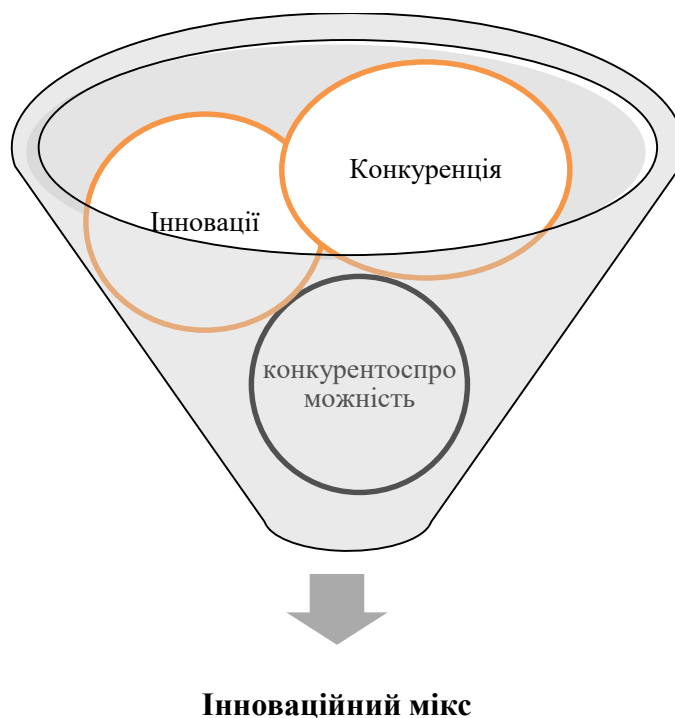 Конкуренція
Інновації
конкурентоспро
можність
Інноваційний мікс